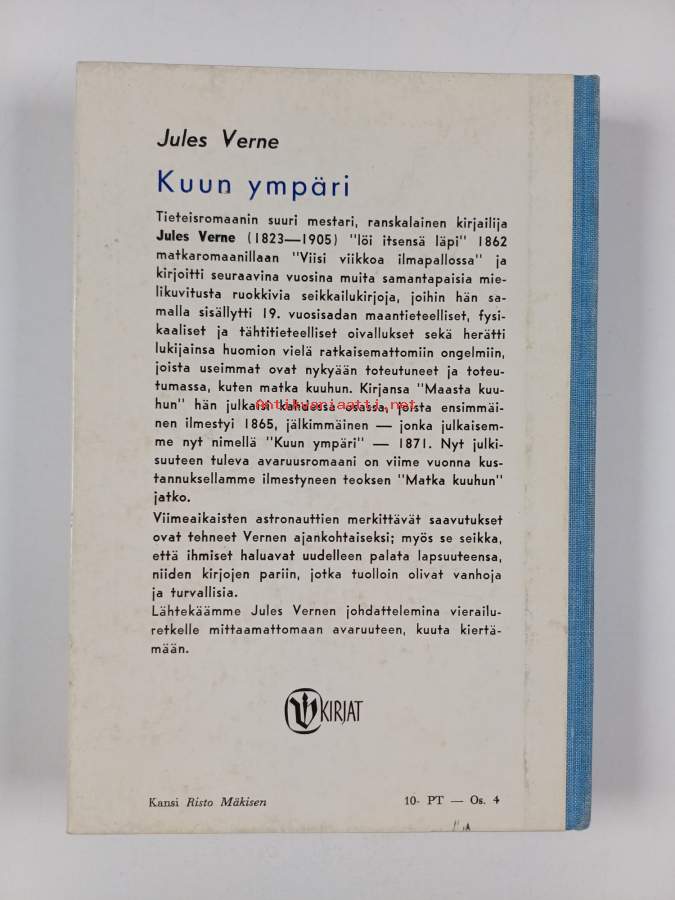 Jules Verne
Kuun ympäri
Tieteisromaanin suuri mestari, ranskalainen kirjailija
Jules Verne (1823—1905) "löi itsensä läpi" 1862
matkaromaanillaan "Viisi viikkoa ilmapallossa" ja
kirjoitti seuraavina vuosina muita samantapaisia mie-
likuvitusta ruokkivia seikkailukirjoja, joihin hän sa-
malla sisällytti 19. vuosisadan maantieteelliset, fysi-
kaaliset ja tähtitieteelliset oivallukset sekä herätti
lukijainsa huomion vielä ratkaisemattomiin ongelmiin,
joista useimmat ovat nykyään toteutuneet ja toteu-
tumassa, kuten matka kuuhun. Kirjansa "Maasta kuu-
hun" hän julkaisi kahdessa osassa, joista ensimmäi-
Antikvariaatti.net
nen ilmestyi 1865, jälkimmäinen — jonka julkaisem-
me nyt nimellä "Kuun ympäri" — 1871. Nyt julki-
suuteen tuleva avaruusromaani on viime vuonna kus-
tannuksellamme ilmestyneen teoksen "Matka kuuhun"
jatko.
Viimeaikaisten astronauttien merkittävät saavutukset
ovat tehneet Vernen ajankohtaiseksi; myös se seikka,
että ihmiset haluavat uudelleen palata lapsuuteensa,
niiden kirjojen pariin, jotka tuolloin olivat vanhoja
ja turvallisia.
Lähtekäämme Jules Vernen johdattelemina vierailu-
retkelle mittaamattomaan avaruuteen, kuuta kiertä-
mään.
V KIRJAT
Kansi Risto Mäkisen 10- PT — Os. 4